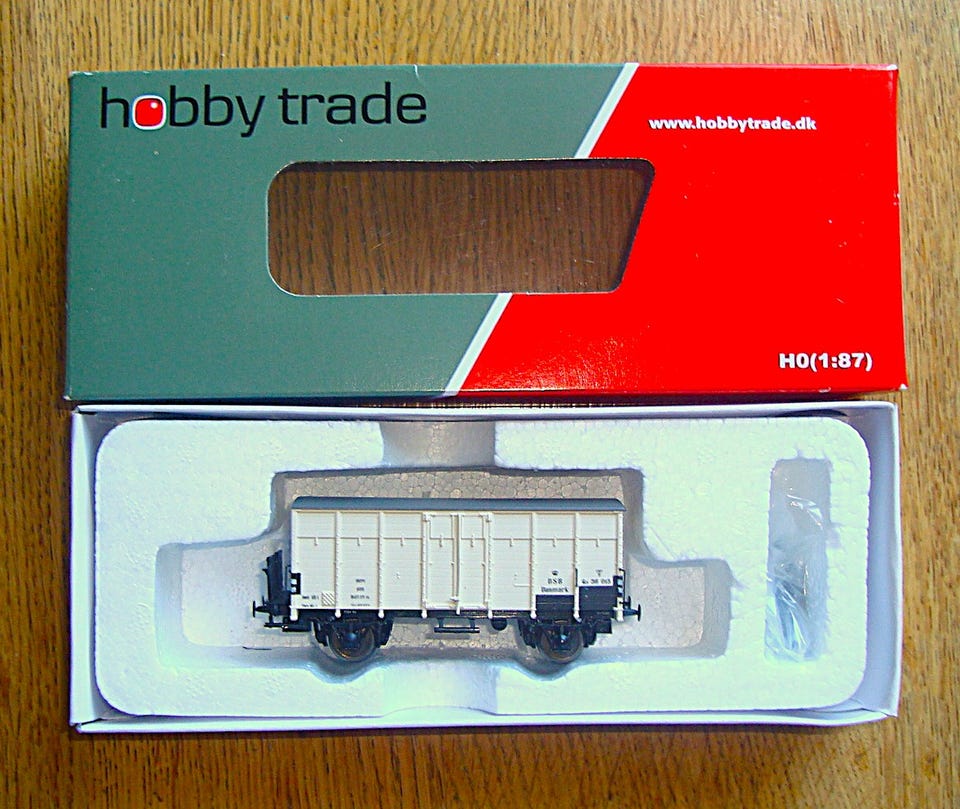 hobby trade
www.hobbytrade.dk
H0(1:87)
DSB
Danmark